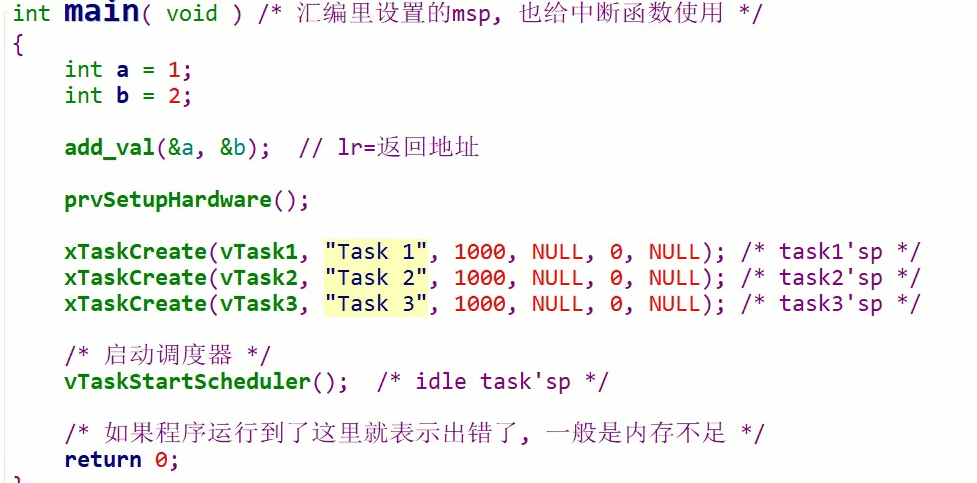 int main( void ) /* 汇编里设置的msp, 也给中断函数使用 */
{
    int a = 1;
    int b = 2;
    add_val(&a, &b);  // lr=返回地址
    prvSetupHardware();
    xTaskCreate(vTask1, "Task 1", 1000, NULL, 0, NULL); /* task1'sp */
    xTaskCreate(vTask2, "Task 2", 1000, NULL, 0, NULL); /* task2'sp */
    xTaskCreate(vTask3, "Task 3", 1000, NULL, 0, NULL); /* task3'sp */
    /* 启动调度器 */
    vTaskStartScheduler();  /* idle task'sp */
    /* 如果程序运行到了这里就表示出错了, 一般是内存不足 */
    return 0;
}